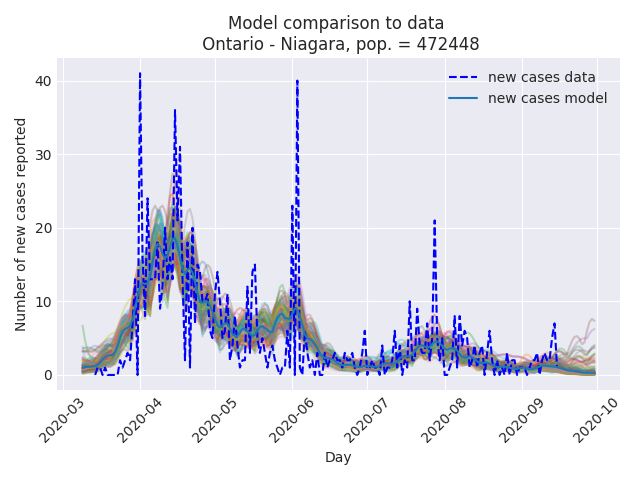 Model comparison to data
Ontario - Niagara, pop. = 472448
new cases data
new cases model
Number of new cases reported
40
30
20
10
0
2020-03
2020-04
2020-05
2020-06
2020-07
2020-08
2020-09
2020-10
Day